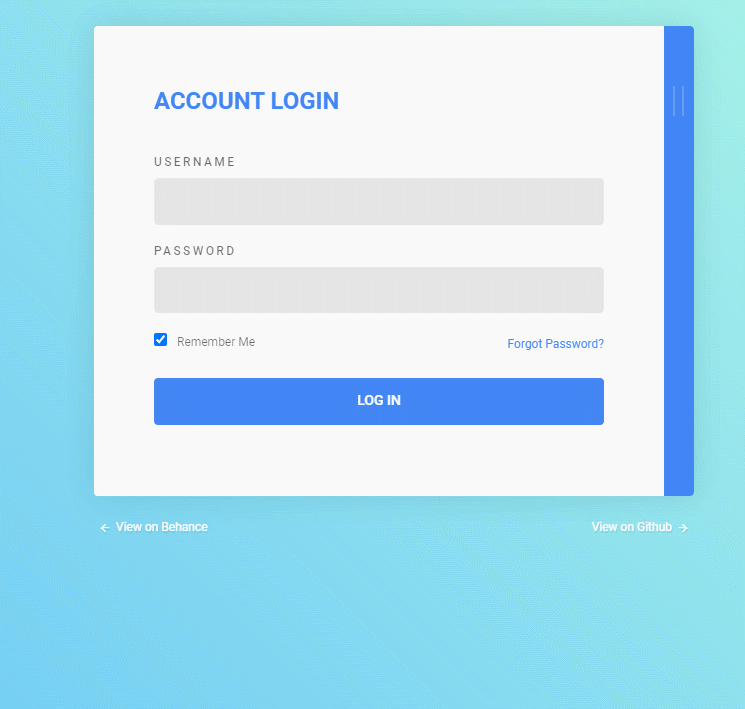 ACCOUNT LOGIN
USERNAME
PASSWORD
Remember Me
Forgot Password?
LOG IN
← View on Behance
View on Github →